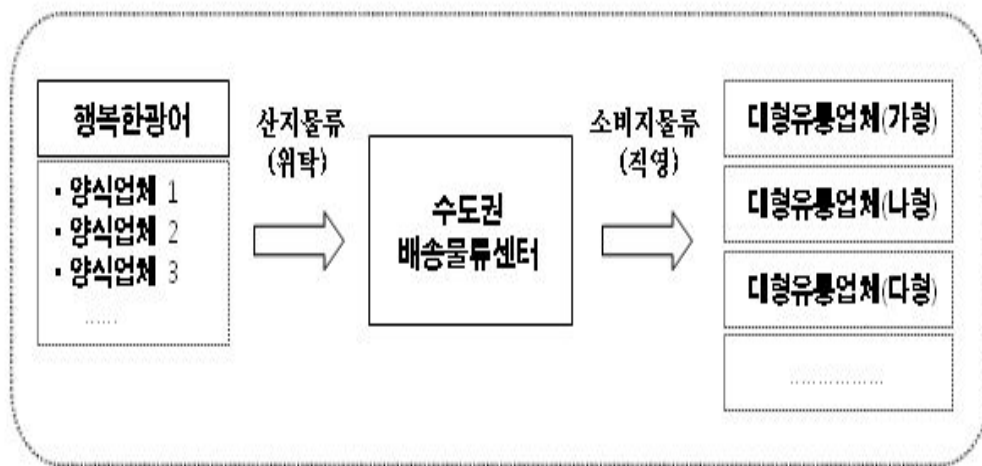 행복한광어
· 양식업체 1
· 양식업체 2
· 양식업체 3
......
산지물류
(위탁)
수도권
배송물류센터
소비지물류
(직영)
대형유통업체(가형)
대형유통업체(나형)
대형유통업체(다형)
................